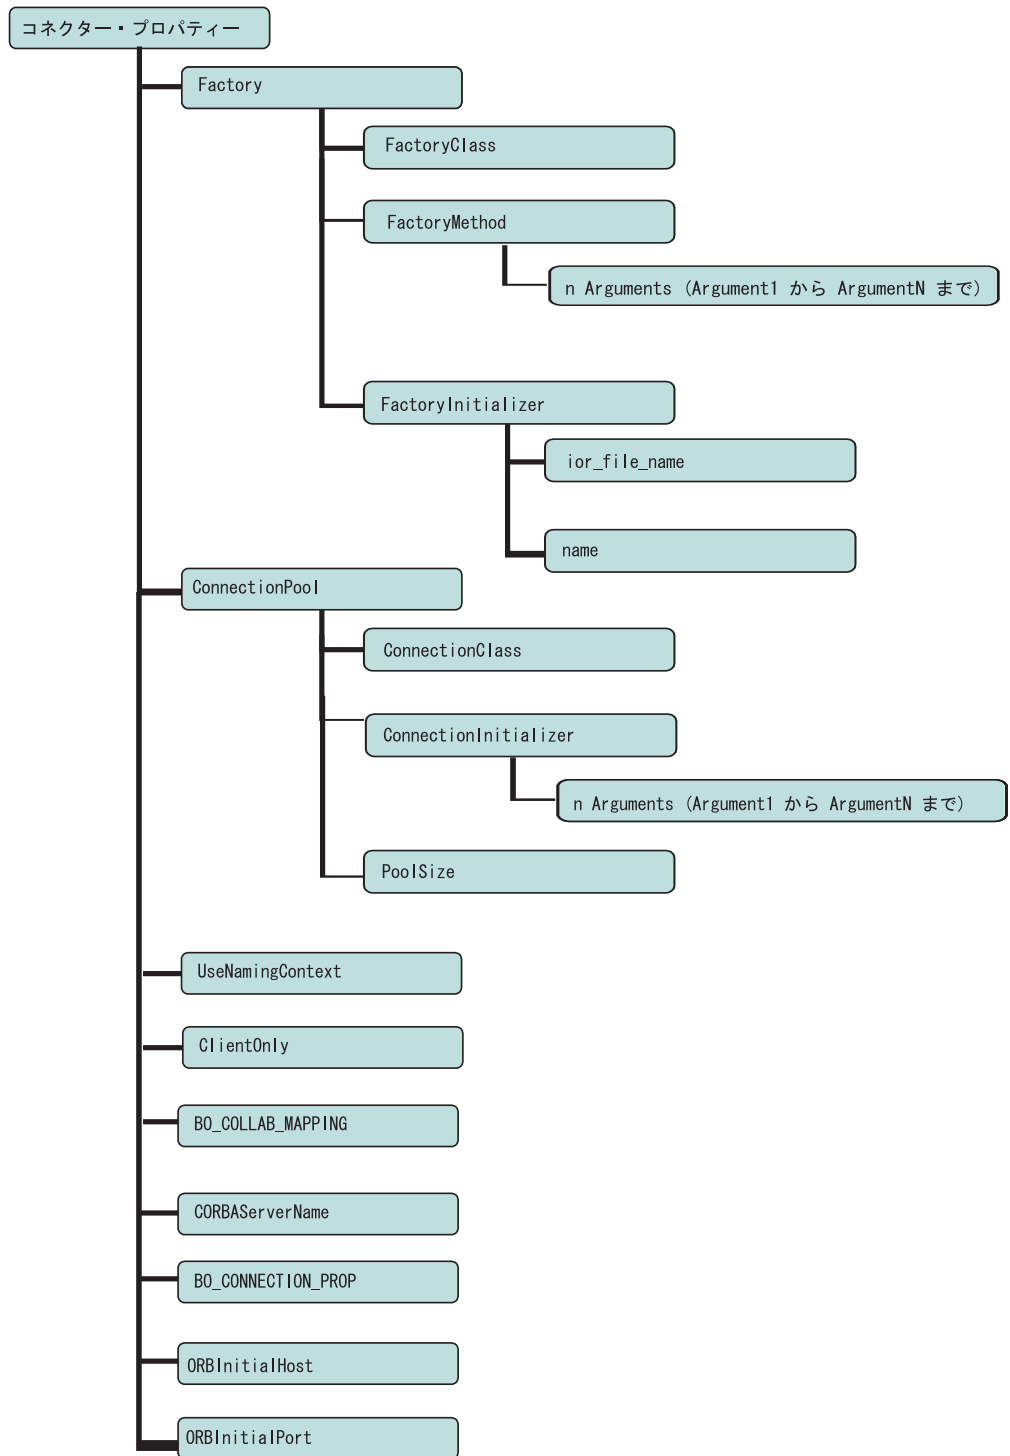 コネクター・プロパティー
Factory
FactoryClass
FactoryMethod
n Arguments (Argument1 から ArgumentN まで)
FactoryInitializer
ior_file_name
name
ConnectionPool
ConnectionClass
ConnectionInitializer
n Arguments (Argument1 から ArgumentN まで)
PoolSize
UseNamingContext
ClientOnly
BO_COLLAB_MAPPING
CORBAServerName
BO_CONNECTION_PROP
ORBInitialHost
ORBInitialPort